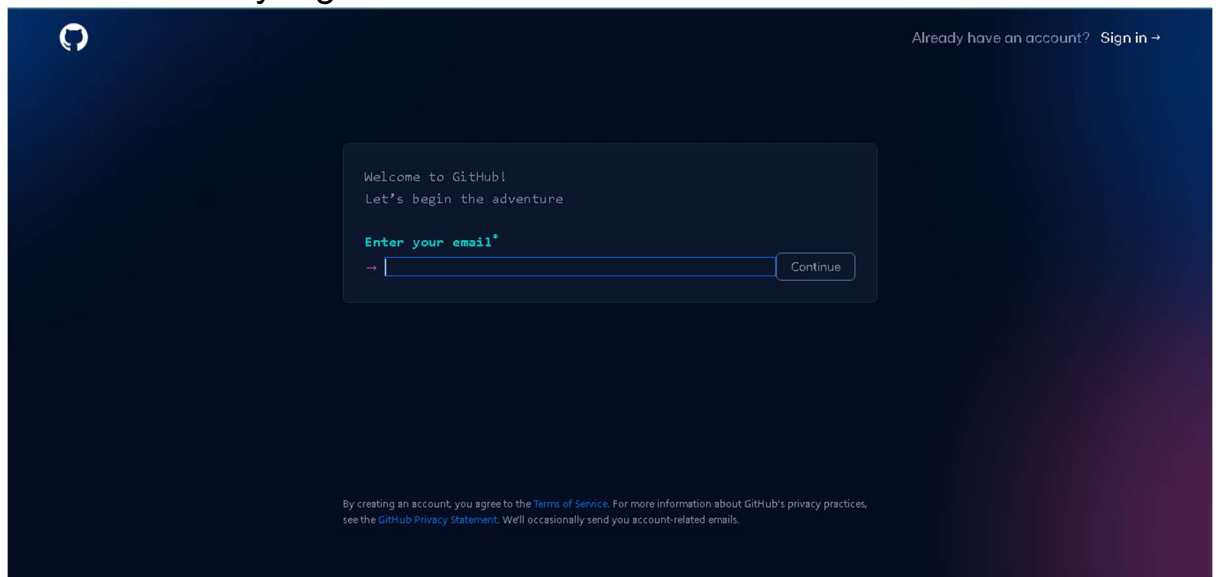 Already have an account? Sign in →
Welcome to GitHub!
Let's begin the adventure
Enter your email*
→
Continue
By creating an account, you agree to the Terms of Service. For more information about GitHub's privacy practices,
see the GitHub Privacy Statement. We'll occasionally send you account-related emails.